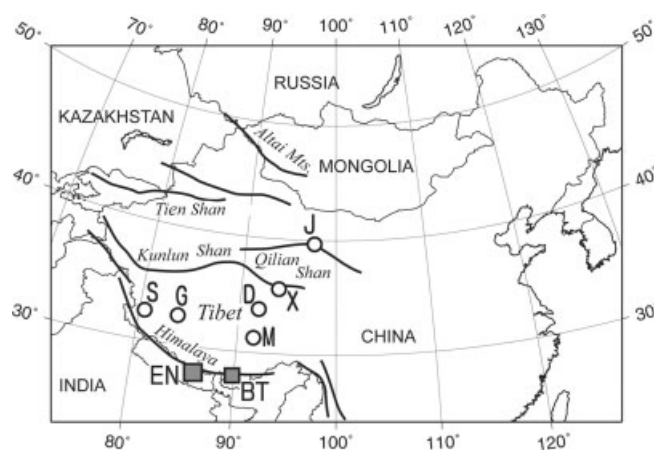 70° 80° 90° 100° 110° 120° 130°
50° 50°
RUSSIA
KAZAKHSTAN
Altai Mts.
MONGOLIA
40° 40°
Tien Shan
J
Kunlun Shan Qilian
Shan
S G Tibet D X
30° 30°
M CHINA
Himalaya
INDIA EN BT
80° 90° 100° 110° 120°